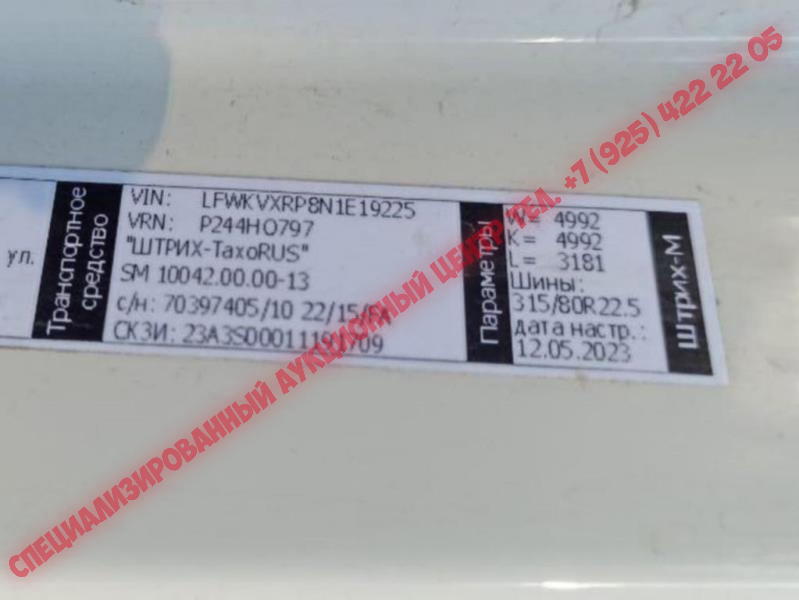 ул.
Транспортное
средство
VIN: LFWKVXRP8N1E19225
VRN: P244HO797
"ШТРИХ-TaxoRUS"
SM 10042.00.00-13
с/н: 70397405/10 22/15/FA
СКЗИ:
Параметры
W= 4992
K= 4992
L= 3181
Шины:
315/80R22.5
дата настр.:
12.05.2023
Штрих-М
СПЕЦИАЛИЗИРОВАННЫЙ АУКЦИОННЫЙ ЦЕНТР ТЕЛ. +7 (925) 422 22 05